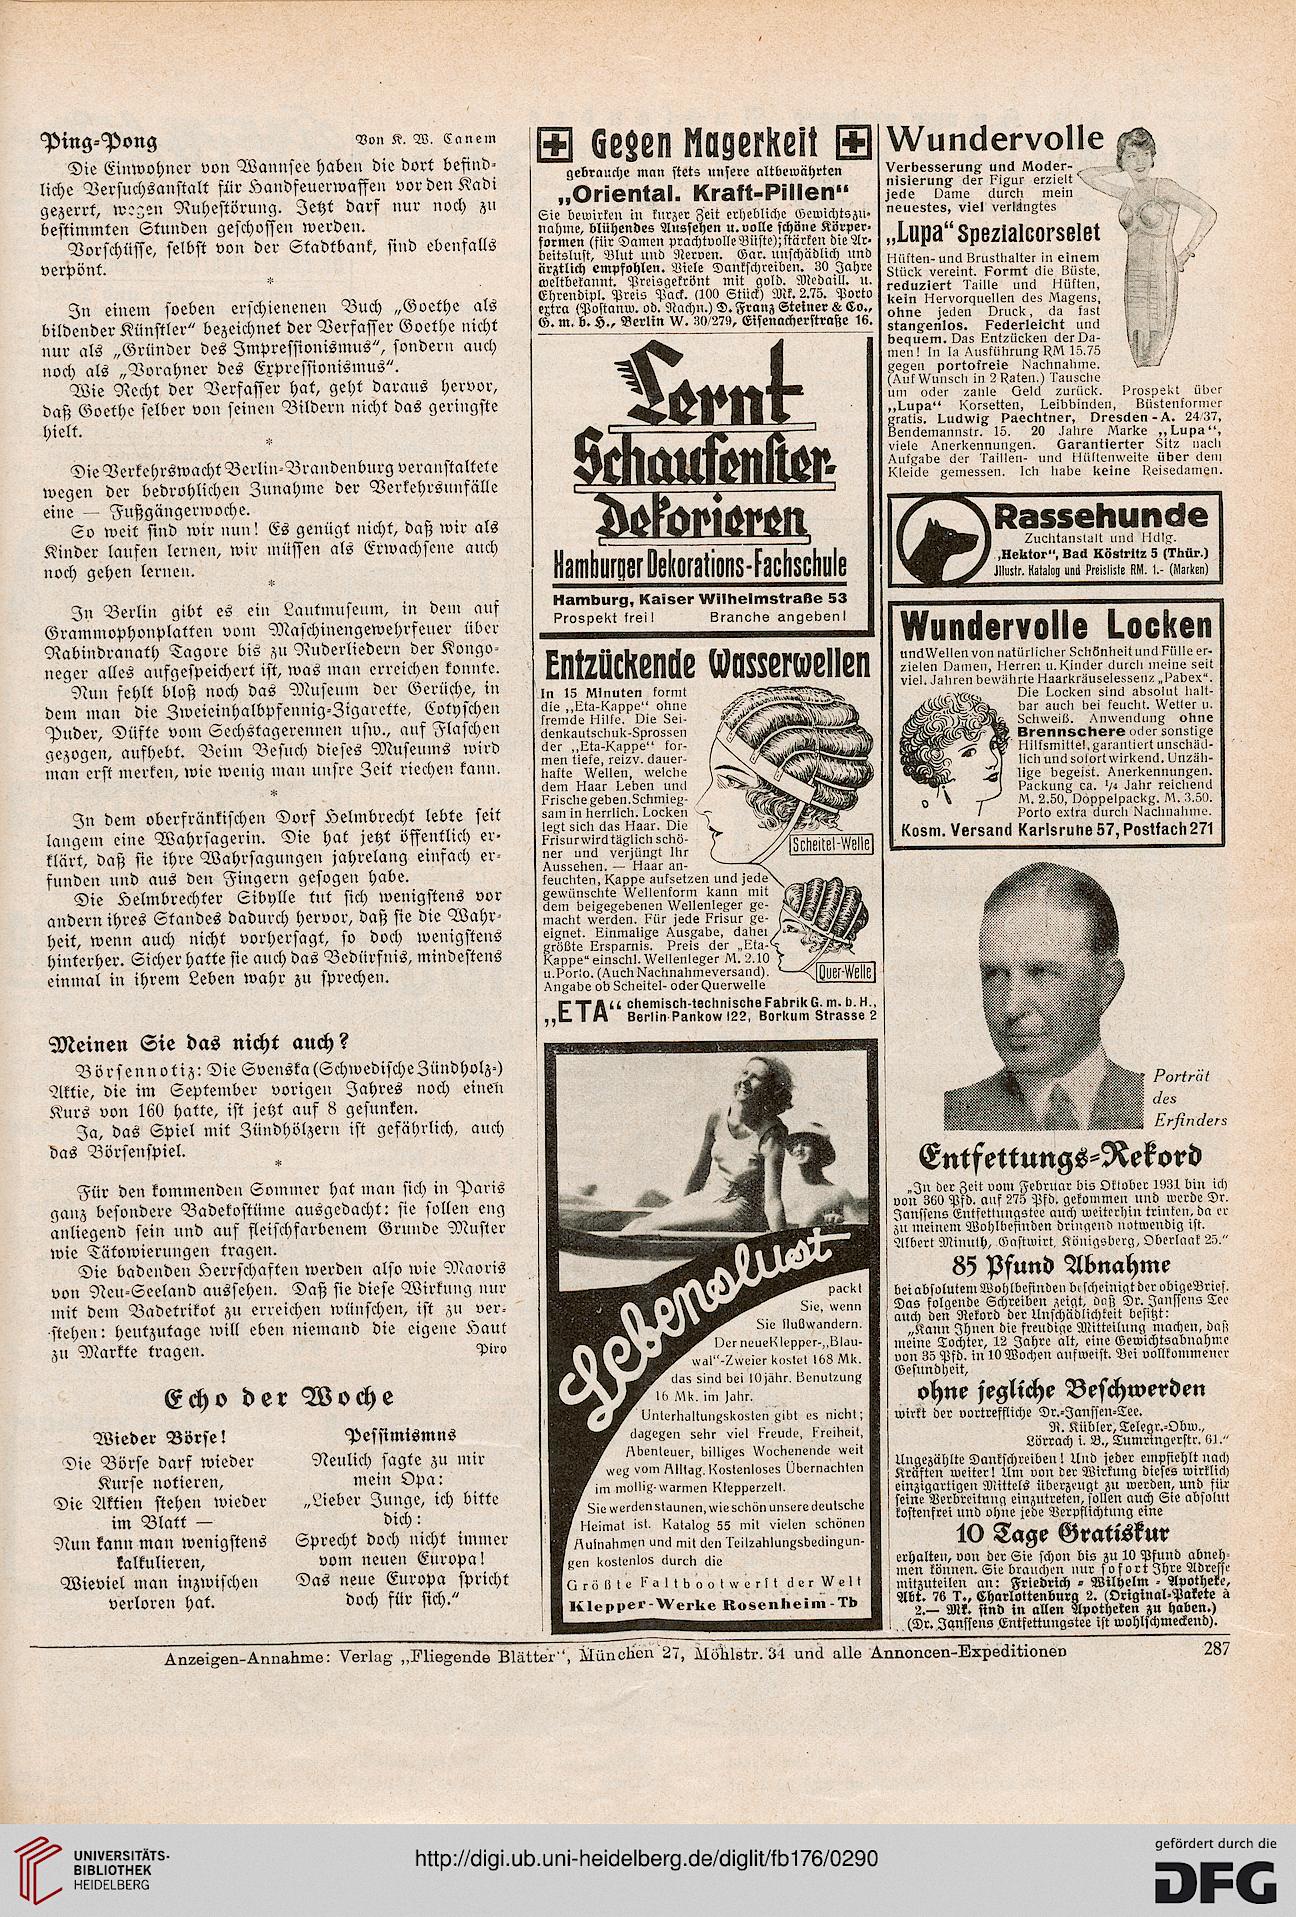 Ping-Pong
Von K. W. Canem
Die Einwohner von Wannsee haben die dort befind-
liche Versuchsanstalt für Handfeuerwaffen vor den Kadi
gezerrt, wegen Ruhestörung. Jetzt darf nur noch zu
bestimmten Stunden geschossen werden.
Vorschüsse, selbst von der Stadtbank, sind ebenfalls
verpönt.
*
In einem soeben erschienenen Buch „Goethe als
bildender Künstler“ bezeichnet der Verfasser Goethe nicht
nur als „Gründer des Impressionismus“, sondern auch
noch als „Vorahner des Expressionismus“.
Wie Recht der Verfasser hat, geht daraus hervor,
daß Goethe selber von seinen Bildern nicht das geringste
hielt.
*
Die Verkehrswacht Berlin-Brandenburg veranstaltete
wegen der bedrohlichen Zunahme der Verkehrsunfälle
eine — Fußgängerwoche.
So weit sind wir nun! Es genügt nicht, daß wir als
Kinder laufen lernen, wir müssen als Erwachsene auch
noch gehen lernen.
*
In Berlin gibt es ein Lautmuseum, in dem auf
Grammophonplatten vom Maschinengewehrfeuer über
Rabindranath Tagore bis zu Ruderliedern der Kongo-
neger alles aufgespeichert ist, was man erreichen konnte.
Nun fehlt bloß noch das Museum der Gerüche, in
dem man die Zweieinhalbpfennig-Zigarette, Cotyschen
Puder, Düfte vom Sechstagerennen usw., auf Flaschen
gezogen, aufhebt. Beim Besuch dieses Museums wird
man erst merken, wie wenig man unsre Zeit riechen kann.
*
In dem oberfränkischen Dorf Helmbrecht lebte seit
langem eine Wahrsagerin. Die hat jetzt öffentlich er-
klärt, daß sie ihre Wahrsagungen jahrelang einfach er-
funden und aus den Fingern gesogen habe.
Die Helmbrechter Sibylle tut sich wenigstens vor
andern ihres Standes dadurch hervor, daß sie die Wahr-
heit, wenn auch nicht vorhersagt, so doch wenigstens
hinterher. Sicher hatte sie auch das Bedürfnis, mindestens
einmal in ihrem Leben wahr zu sprechen.
Meinen Sie das nicht auch?
Börsennotiz: Die Svenska (Schwedische Zündholz-)
Aktie, die im September vorigen Jahres noch einen
Kurs von 160 hatte, ist jetzt auf 8 gesunken.
Ja, das Spiel mit Zündhölzern ist gefährlich, auch
das Börsenspiel.
*
Für den kommenden Sommer hat man sich in Paris
ganz besondere Badekostüme ausgedacht: sie sollen eng
anliegend sein und auf fleischfarbenem Grunde Muster
wie Tätowierungen tragen.
Die badenden Herrschaften werden also wie Maoris
von Neu-Seeland aussehen. Daß sie diese Wirkung nur
mit dem Badetrikot zu erreichen wünschen, ist zu ver-
stehen: heutzutage will eben niemand die eigene Haut
zu Markte tragen.
Piro
Echo der Woche
Wieder Börse!
Die Börse darf wieder
Kurse notieren,
Die Aktien stehen wieder
im Blatt —
Nun kann man wenigstens
kalkulieren,
Wieviel man inzwischen
verloren hat.
Pessimismus
Neulich sagte zu mir
mein Opa:
„Lieber Junge, ich bitte
dich:
Sprecht doch nicht immer
vom neuen Europa!
Das neue Europa spricht
doch für sich.“
Gegen Magerkeit
gebrauche man stets unsere altbewährten
„Oriental. Kraft-Pillen“
Sie bewirken in kurzer Zeit erhebliche Gewichtszu-
nahme, blühendes Aussehen u. volle schöne Körper-
formen (für Damen prachtvolle Büste); stärken die Ar-
beitslust, Blut und Nerven. Gar. unschädlich und
ärztlich empfohlen. Viele Dankschreiben. 30 Jahre
weltbekannt. Preisgekrönt mit gold. Medaill. u.
Ehrendipl. Preis Pack. (100 Stück) Mk. 2.75. Porto
extra (Postanw. od. Nachn.) D. Franz Steiner & Co.,
G. m. b. H., Berlin W. 30/279, Eisenacherstraße 16.
Lernt
Schaufenster-
Dekorieren
Hamburger Dekorations-Fachschule
Hamburg, Kaiser Wilhelmstraße 53
Prospekt frei! Branche angeben!
Entzückende Wasserwellen
In 15 Minuten formt
die „Eta-Kappe“ ohne
fremde Hilfe. Die Sei-
denkautschuk-Sprossen
der „Eta-Kappe“ for-
men tiefe, reizv. dauer-
hafte Wellen, welche
dem Haar Leben und
Frische geben. Schmieg-
sam in herrlich. Locken
legt sich das Haar. Die
Frisur wird täglich schö-
ner und verjüngt Ihr
Aussehen. — Haar an-
feuchten, Kappe aufsetzen und jede
gewünschte Wellenform kann mit
dem beigegebenen Wellenleger ge-
macht werden. Für jede Frisur ge-
eignet. Einmalige Ausgabe, daher
größte Ersparnis. Preis der „Eta-
Kappe“ einschl. Wellenleger M. 2.10
u. Porto. (Auch Nachnahmeversand).
Angabe ob Scheitel- oder Querwelle
Scheitel-Welle
Quer-Welle
„ETA“ chemisch-technische Fabrik G. m. b. H.,
Berlin-Pankow 122, Borkum Strasse 2
Lebenslust
packt
Sie, wenn
Sie flußwandern.
Der neue Klepper-„Blau-
wal“-Zweier kostet 168 Mk.
das sind bei 10jähr. Benutzung
16 Mk. im Jahr.
Unterhaltungskosten gibt es nicht;
dagegen sehr viel Freude, Freiheit,
Abenteuer, billiges Wochenende weit
weg vom Alltag. Kostenloses Übernachten
im mollig-warmen Klepperzelt.
Sie werden staunen, wie schön unsere deutsche
Heimat ist. Katalog 55 mit vielen schönen
Aufnahmen und mit den Teilzahlungsbedingun-
gen kostenlos durch die
Größte Faltbootwerft der Welt
Klepper-Werke Rosenheim-Tb
Wundervolle
Verbesserung und Moder-
nisierung der Figur erzielt
jede Dame durch mein
neuestes, viel verlangtes
„Lupa“ Spezialcorselet
Hüften- und Brusthalter in einem
Stück vereint. Formt die Büste,
reduziert Taille und Hüften,
kein Hervorquellen des Magens,
ohne jeden Druck, da fast
stangenlos. Federleicht und
bequem. Das Entzücken der Da-
men! In Ia Ausführung RM 15.75
gegen portofreie Nachnahme.
(Auf Wunsch in 2 Raten.) Tausche
um oder zahle Geld zurück. Prospekt über
„Lupa“ Korsetten, Leibbinden, Büstenformer
gratis. Ludwig Paechtner, Dresden-A. 24/37,
Bendemannstr. 15. 20 Jahre Marke „Lupa“,
viele Anerkennungen. Garantierter Sitz nach
Aufgabe der Taillen- und Hüftenweite über dem
Kleide gemessen. Ich habe keine Reisedamen.
Rassehunde
Zuchtanstalt und Hdlg.
„Hektor“, Bad Köstritz 5 (Thür.)
Jllustr. Katalog und Preisliste RM. 1.- (Marken)
Wundervolle Locken
und Wellen von natürlicher Schönheit und Fülle er-
zielen Damen, Herren u. Kinder durch meine seit
viel. Jahren bewährte Haarkräuselessenz „Pabex“.
Die Locken sind absolut halt-
bar auch bei feucht. Wetter u.
Schweiß. Anwendung ohne
Brennschere oder sonstige
Hilfsmittel, garantiert unschäd-
lich und sofort wirkend. Unzäh-
lige begeist. Anerkennungen.
Packung ca. ¼ Jahr reichend
M. 2.50, Doppelpackg. M. 3.50.
Porto extra durch Nachnahme.
Kosm. Versand Karlsruhe 57, Postfach 271
Porträt
des
Erfinders
Entfettungs-Rekord
„In der Zeit vom Februar bis Oktober 1931 bin ich
von 360 Pfd. auf 275 Pfd. gekommen und werde Dr.
Janssens Entfettungstee auch weiterhin trinken, da er
zu meinem Wohlbefinden dringend notwendig ist.
Albert Minuth, Gastwirt, Königsberg, Oberlaak 25.“
85 Pfund Abnahme
bei absolutem Wohlbefinden bescheinigt der obige Brief.
Das folgende Schreiben zeigt, daß Dr. Janssens Tee
auch den Rekord der Unschädlichkeit besitzt:
„Kann Ihnen die freudige Mitteilung machen, daß
meine Tochter, 12 Jahre alt, eine Gewichtsabnahme
von 35 Pfd. in 10 Wochen aufweist. Bei vollkommener
Gesundheit,
ohne jegliche Beschwerden
wirkt der vortreffliche Dr.-Janssen-Tee.
R. Kübler, Telegr.-Obw.,
Lörrach i. B., Tumringerstr. 61.“
Ungezählte Dankschreiben! Und jeder empfiehlt nach
Kräften weiter! Um von der Wirkung dieses wirklich
einzigartigen Mittels überzeugt zu werden, und für
seine Verbreitung einzutreten, sollen auch Sie absolut
kostenfrei und ohne jede Verpflichtung eine
10 Tage Gratiskur
erhalten, von der Sie schon bis zu 10 Pfund abneh-
men können. Sie brauchen nur sofort Ihre Adresse
mitzuteilen an: Friedrich-Wilhelm-Apotheke,
Abt. 76 T., Charlottenburg 2. (Original-Pakete à
2.— Mk. sind in allen Apotheken zu haben.)
(Dr. Janssens Entfettungstee ist wohlschmeckend).
Anzeigen-Annahme: Verlag „Fliegende Blätter“, München 27, Möhlstr. 34 und alle Annoncen-Expeditionen
287
UNIVERSITÄTS-
BIBLIOTHEK
HEIDELBERG
http://digi.ub.uni-heidelberg.de/diglit/fb176/0290
gefördert durch die
DFG